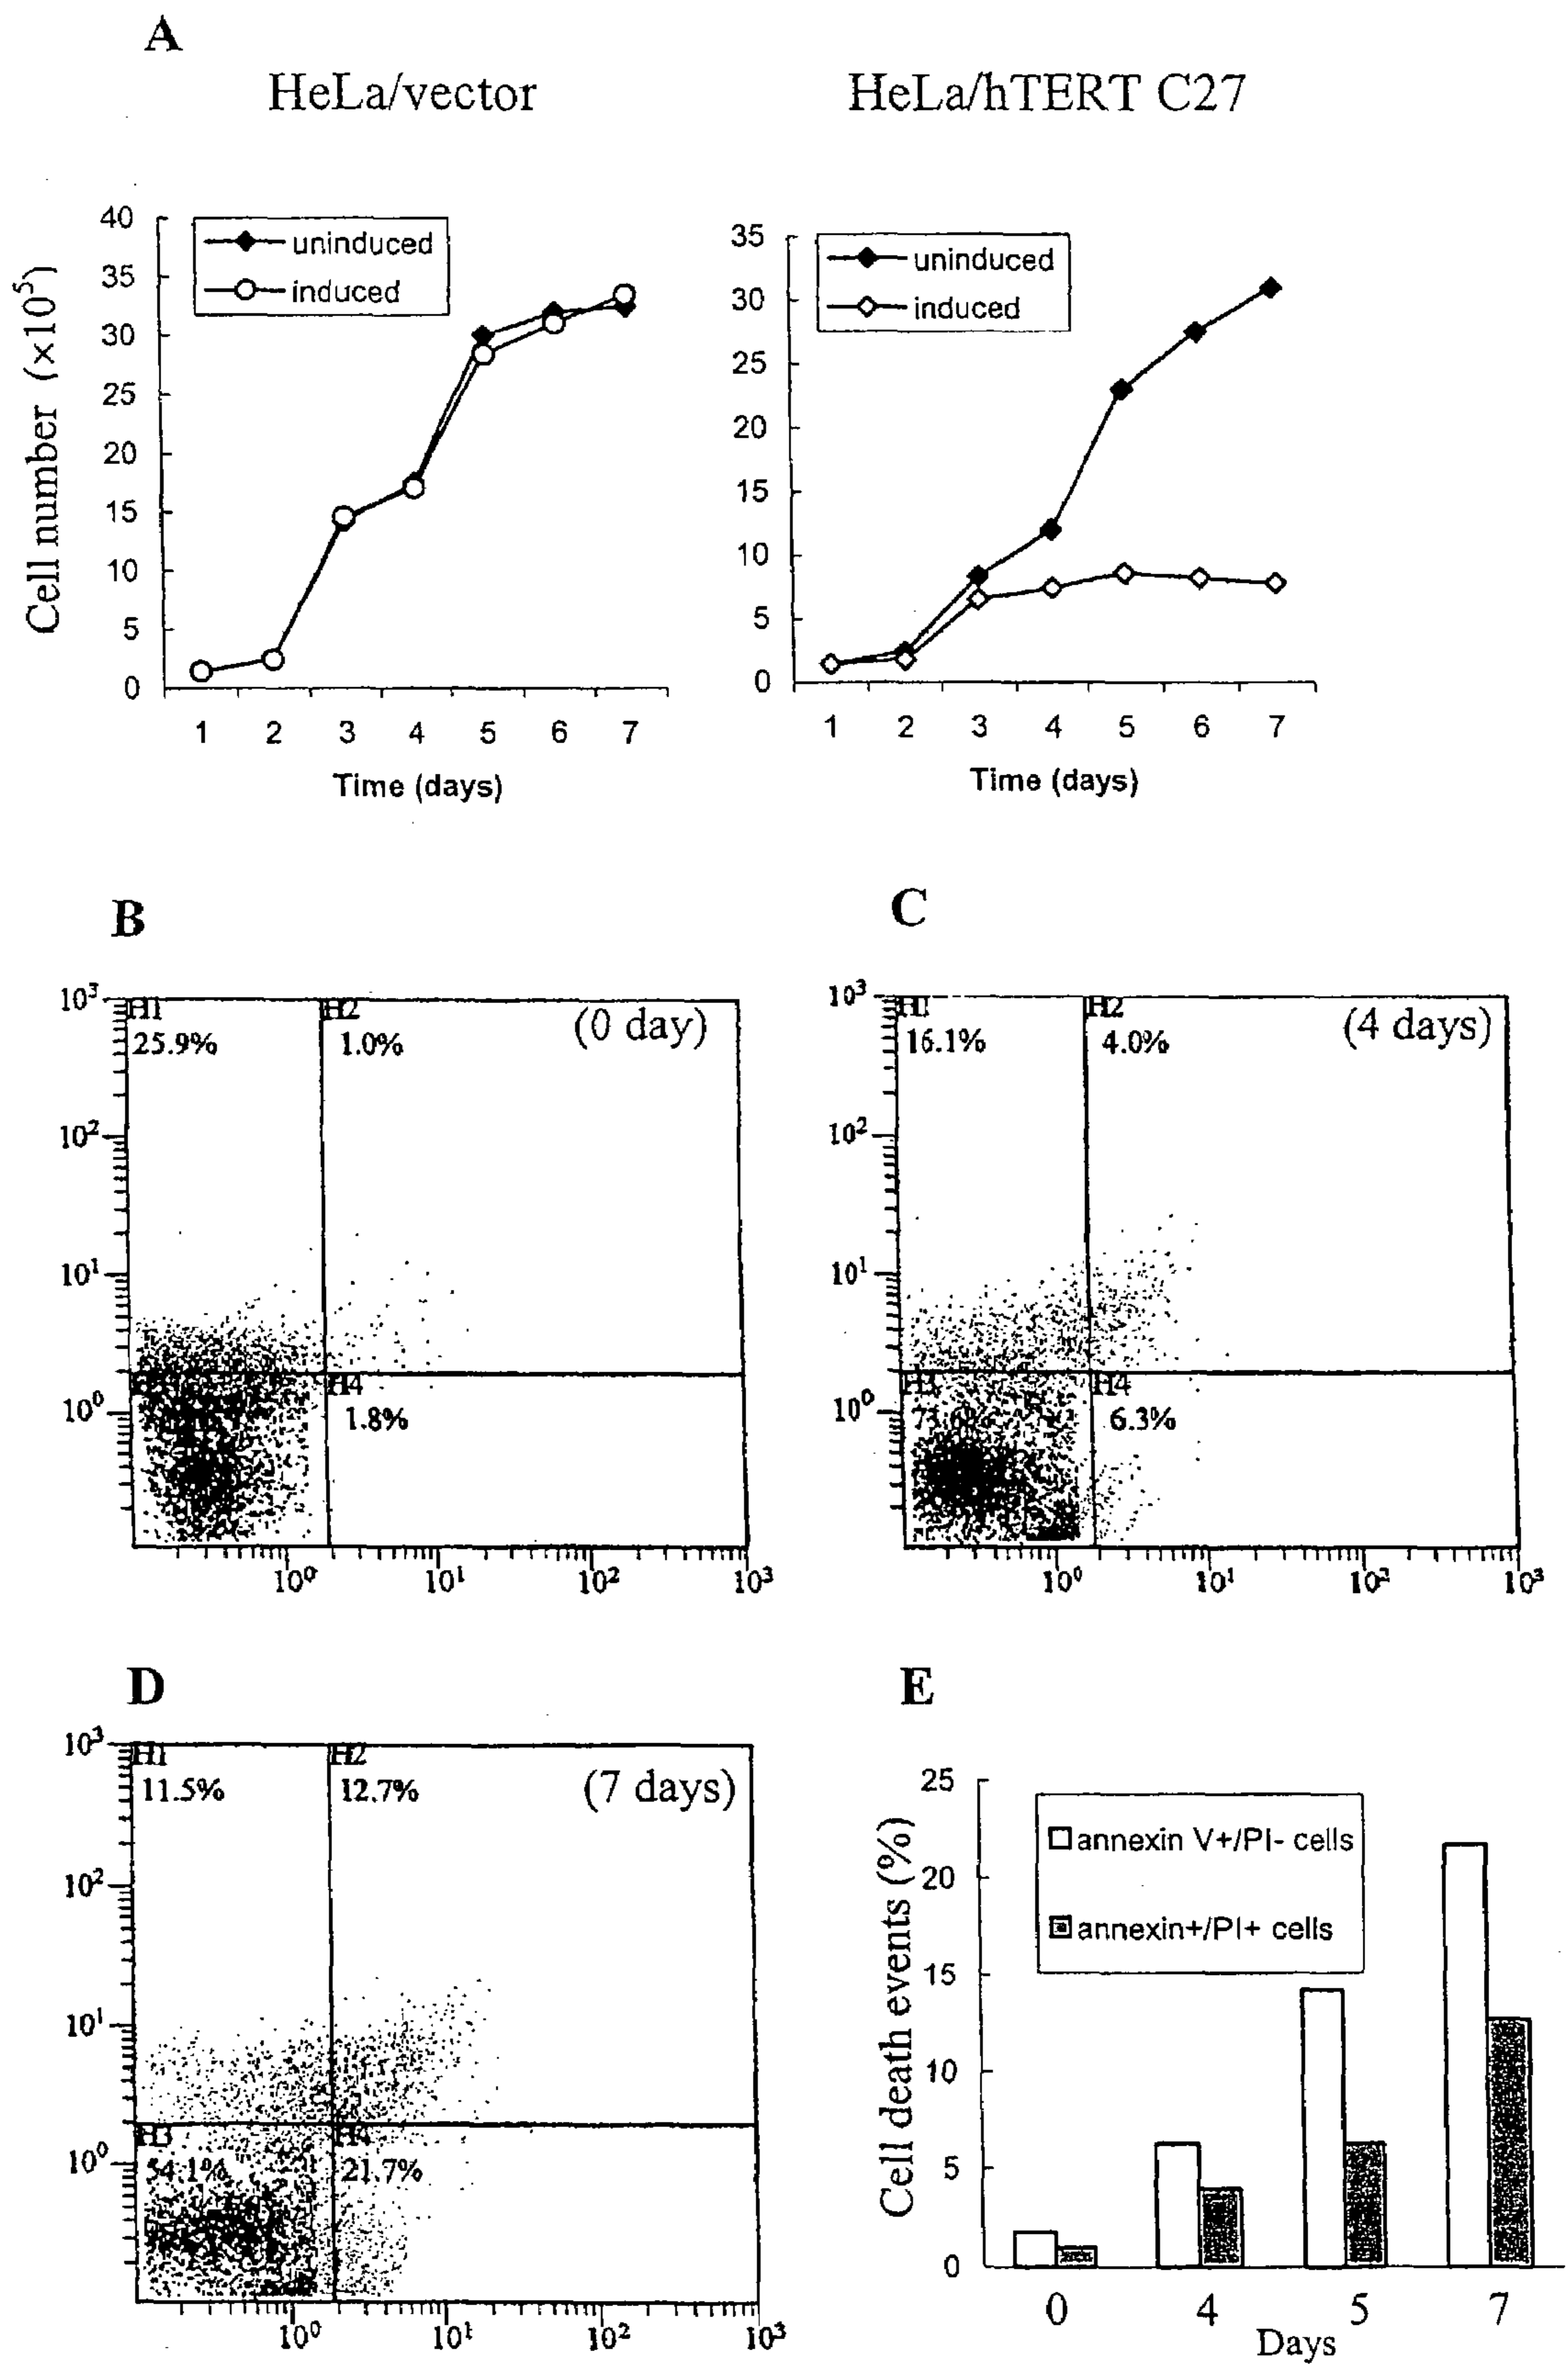 A
HeLa/vector
HeLa/hTERT C27
Cell number (×10⁵)
40
35
30
25
20
15
10
5
0
uninduced
induced
1 2 3 4 5 6 7
Time (days)
35
30
25
20
15
10
5
0
uninduced
induced
1 2 3 4 5 6 7
Time (days)
B
10³
10²
10¹
10⁰
H1
25.9%
H2
1.0%
(0 day)
H4
1.8%
10⁰ 10¹ 10² 10³
C
10³
10²
10¹
10⁰
H1
16.1%
H2
4.0%
(4 days)
H3
H4
6.3%
10⁰ 10¹ 10² 10³
D
10³
10²
10¹
10⁰
H1
11.5%
H2
12.7%
(7 days)
H3
54.1%
H4
21.7%
10⁰ 10¹ 10² 10³
E
Cell death events (%)
25
20
15
10
5
0
annexin V+/PI- cells
annexin+/PI+ cells
0 4 5 7
Days